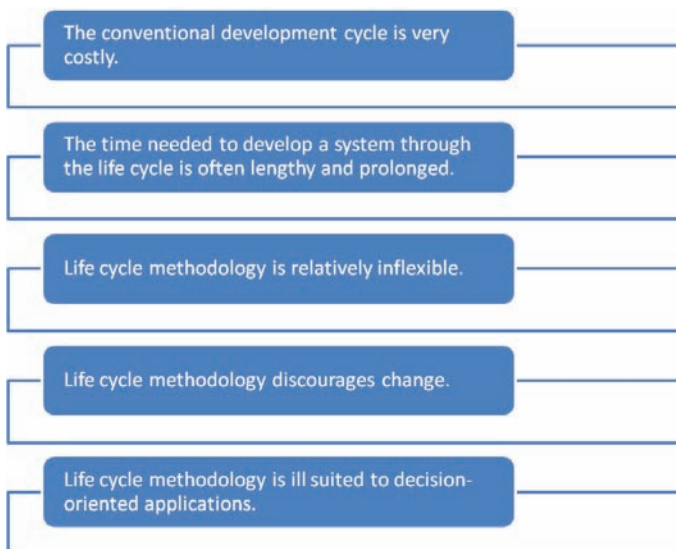 The conventional development cycle is very
costly.
The time needed to develop a system through
the life cycle is often lengthy and prolonged.
Life cycle methodology is relatively inflexible.
Life cycle methodology discourages change.
Life cycle methodology is ill suited to decision-
oriented applications.